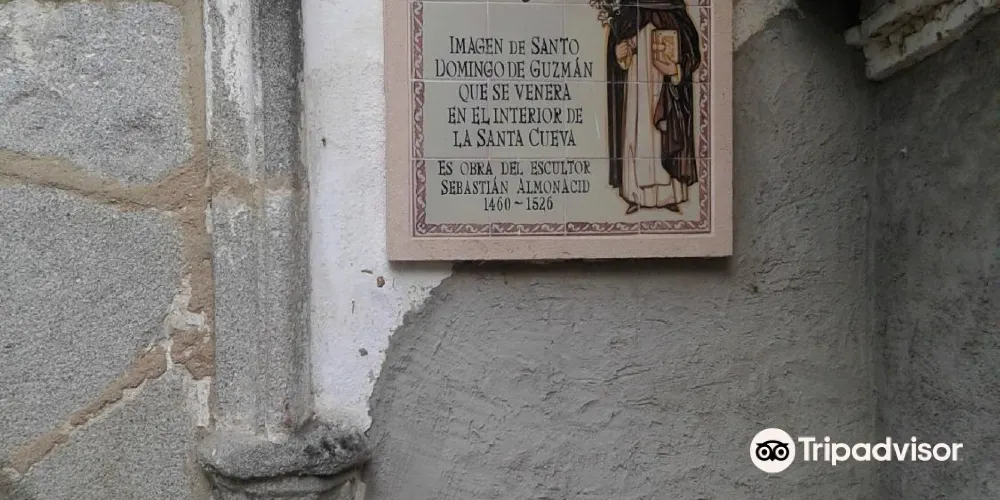 IMAGEN DE SANTO
DOMINGO DE GUZMÁN
QUE SE VENERA
EN EL INTERIOR DE
LA SANTA CUEVA
ES OBRA DEL ESCULTOR
SEBASTIÁN ALMONACID
1460~1526
Tripadvisor